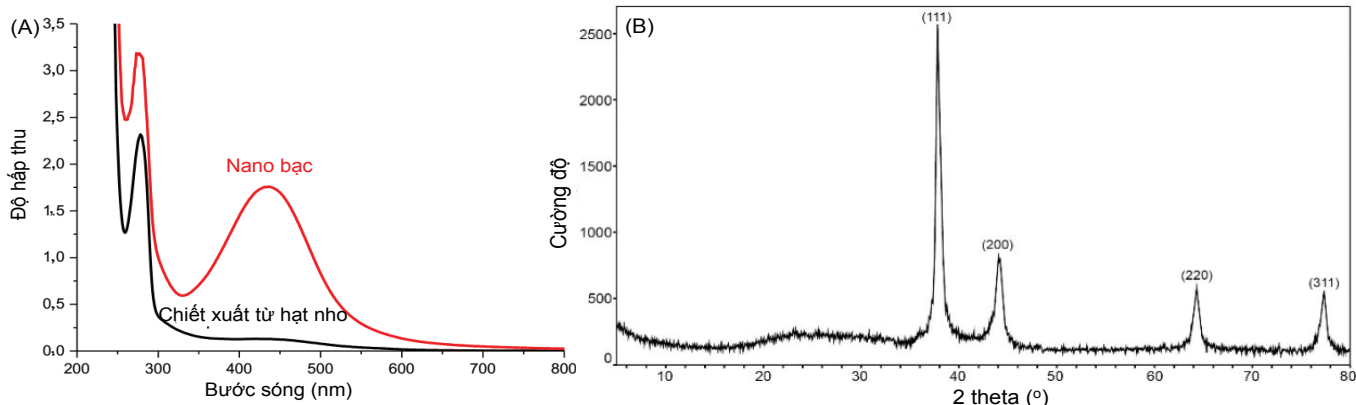 (A)
3,5
3,0
2,5
2,0
1,5
1,0
0,5
0,0
Độ hấp thu
Nano bạc
Chiết xuất từ hạt nho
200 300 400 500 600 700 800
Bước sóng (nm)
(B)
2500
2000
1500
1000
500
0
Cường độ
(111)
(200)
(220)
(311)
10 20 30 40 50 60 70 80
2 theta (º)